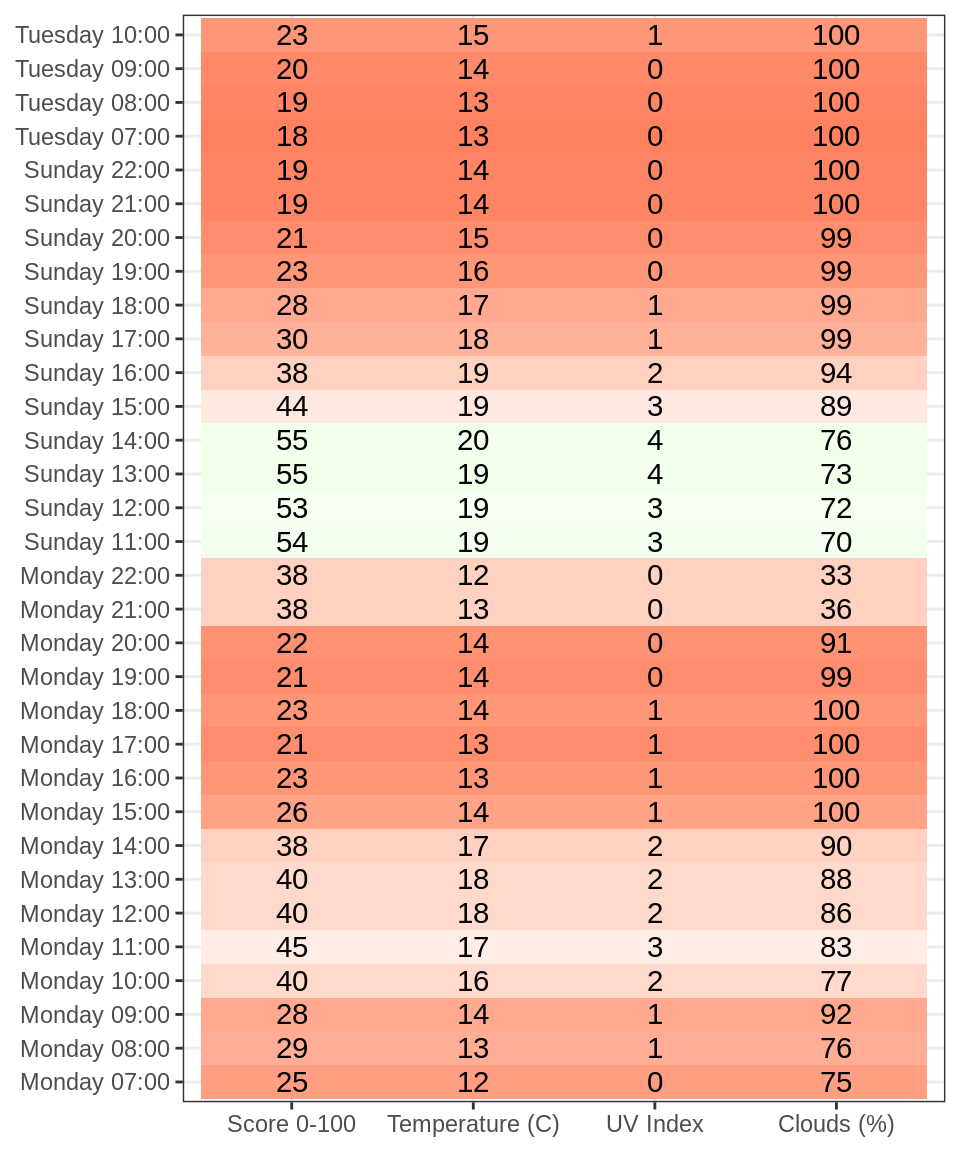 Tuesday 10:00 23 15 1 100
Tuesday 09:00 20 14 0 100
Tuesday 08:00 19 13 0 100
Tuesday 07:00 18 13 0 100
Sunday 22:00 19 14 0 100
Sunday 21:00 19 14 0 100
Sunday 20:00 21 15 0 99
Sunday 19:00 23 16 0 99
Sunday 18:00 28 17 1 99
Sunday 17:00 30 18 1 99
Sunday 16:00 38 19 2 94
Sunday 15:00 44 19 3 89
Sunday 14:00 55 20 4 76
Sunday 13:00 55 19 4 73
Sunday 12:00 53 19 3 72
Sunday 11:00 54 19 3 70
Monday 22:00 38 12 0 33
Monday 21:00 38 13 0 36
Monday 20:00 22 14 0 91
Monday 19:00 21 14 0 99
Monday 18:00 23 14 1 100
Monday 17:00 21 13 1 100
Monday 16:00 23 13 1 100
Monday 15:00 26 14 1 100
Monday 14:00 38 17 2 90
Monday 13:00 40 18 2 88
Monday 12:00 40 18 2 86
Monday 11:00 45 17 3 83
Monday 10:00 40 16 2 77
Monday 09:00 28 14 1 92
Monday 08:00 29 13 1 76
Monday 07:00 25 12 0 75
Score 0-100 Temperature (C) UV Index Clouds (%)